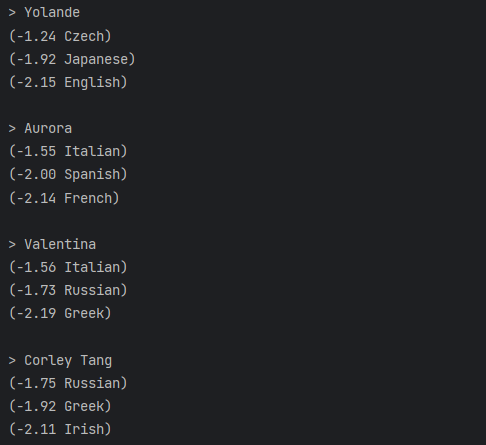 > Yolande
(-1.24 Czech)
(-1.92 Japanese)
(-2.15 English)
> Aurora
(-1.55 Italian)
(-2.00 Spanish)
(-2.14 French)
> Valentina
(-1.56 Italian)
(-1.73 Russian)
(-2.19 Greek)
> Corley Tang
(-1.75 Russian)
(-1.92 Greek)
(-2.11 Irish)